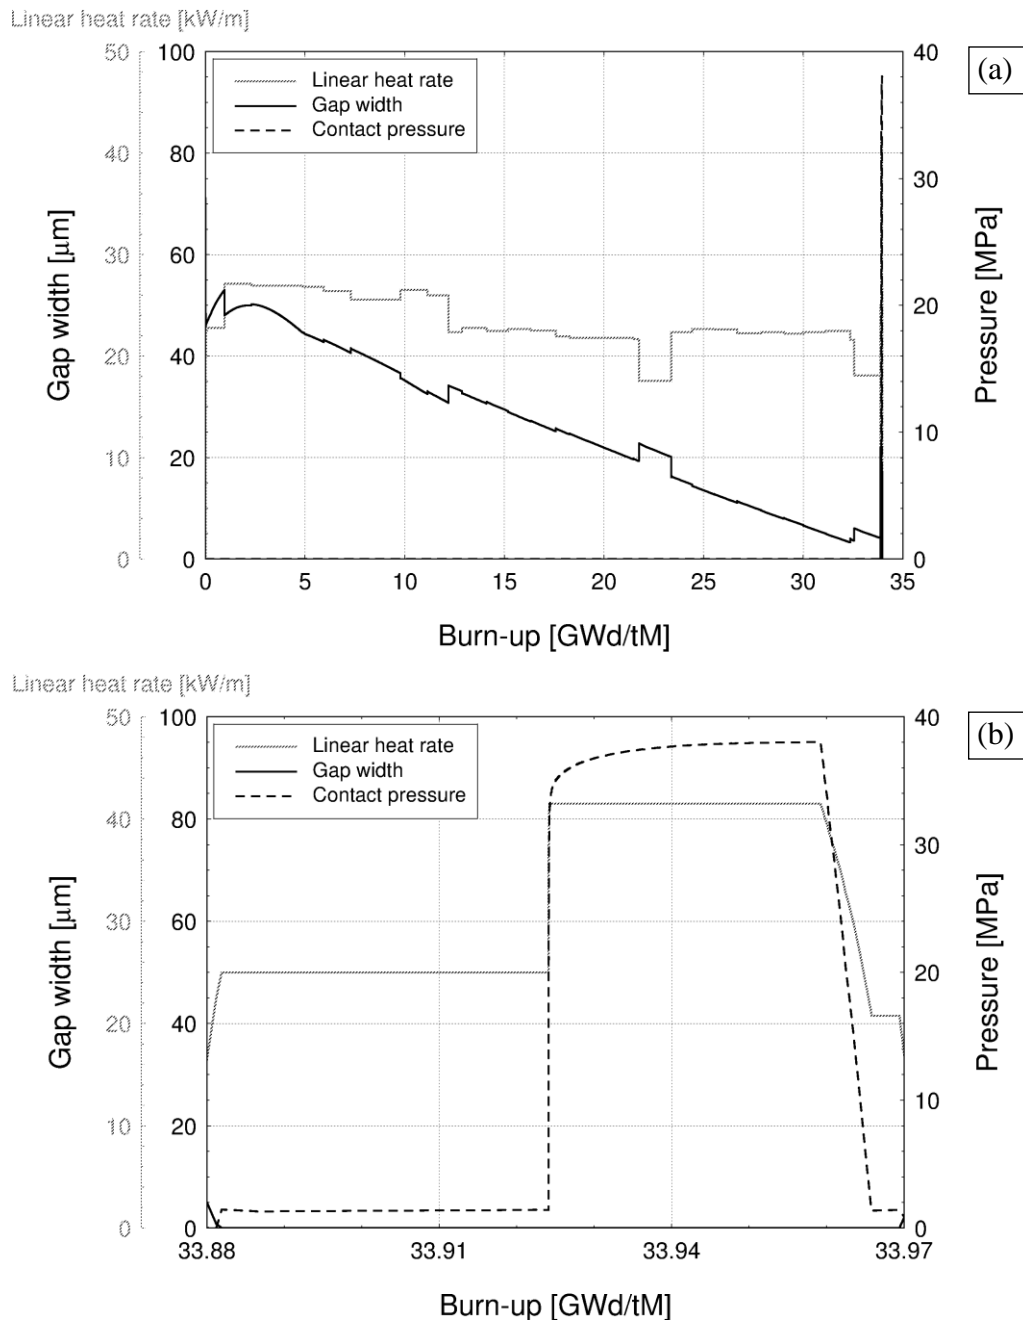 Linear heat rate [kW/m]
50 100 40
(a)
Linear heat rate
Gap width
Contact pressure
40 80
30
30 60
Gap width [μm]
Pressure [MPa]
20
20 40
10
10 20
0 0 0
0 5 10 15 20 25 30 35
Burn-up [GWd/tM]
Linear heat rate [kW/m]
50 100 40
(b)
Linear heat rate
Gap width
Contact pressure
40 80
30
30 60
Gap width [μm]
Pressure [MPa]
20
20 40
10
10 20
0 0 0
33.88 33.91 33.94 33.97
Burn-up [GWd/tM]